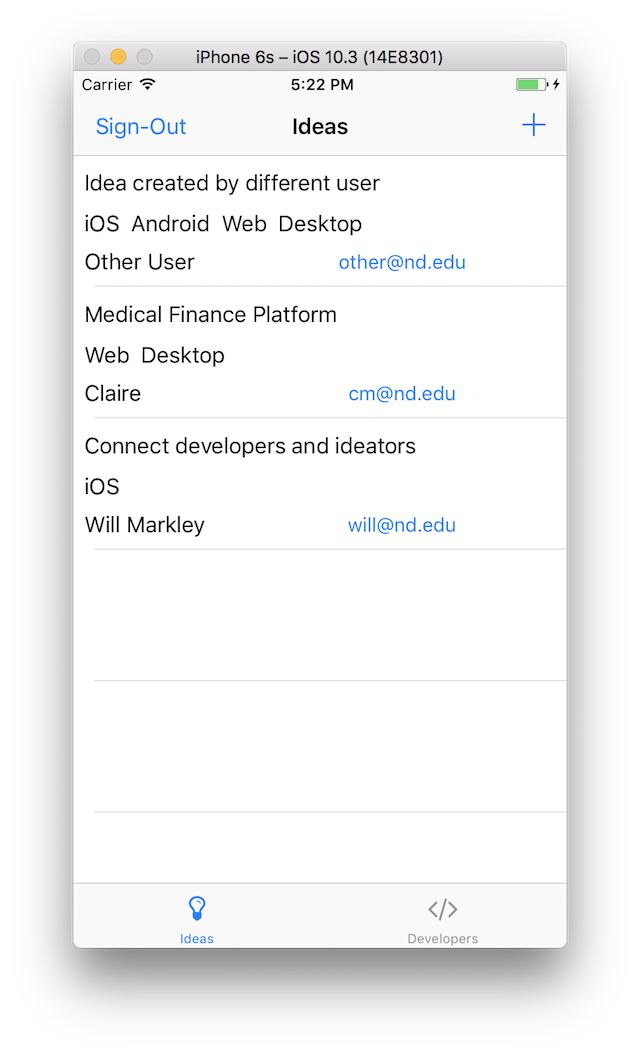 iPhone 6s – iOS 10.3 (14E8301)
Carrier 5:22 PM
Sign-Out Ideas +
Idea created by different user
iOS Android Web Desktop
Other User other@nd.edu
Medical Finance Platform
Web Desktop
Claire cm@nd.edu
Connect developers and ideators
iOS
Will Markley will@nd.edu
Ideas Developers